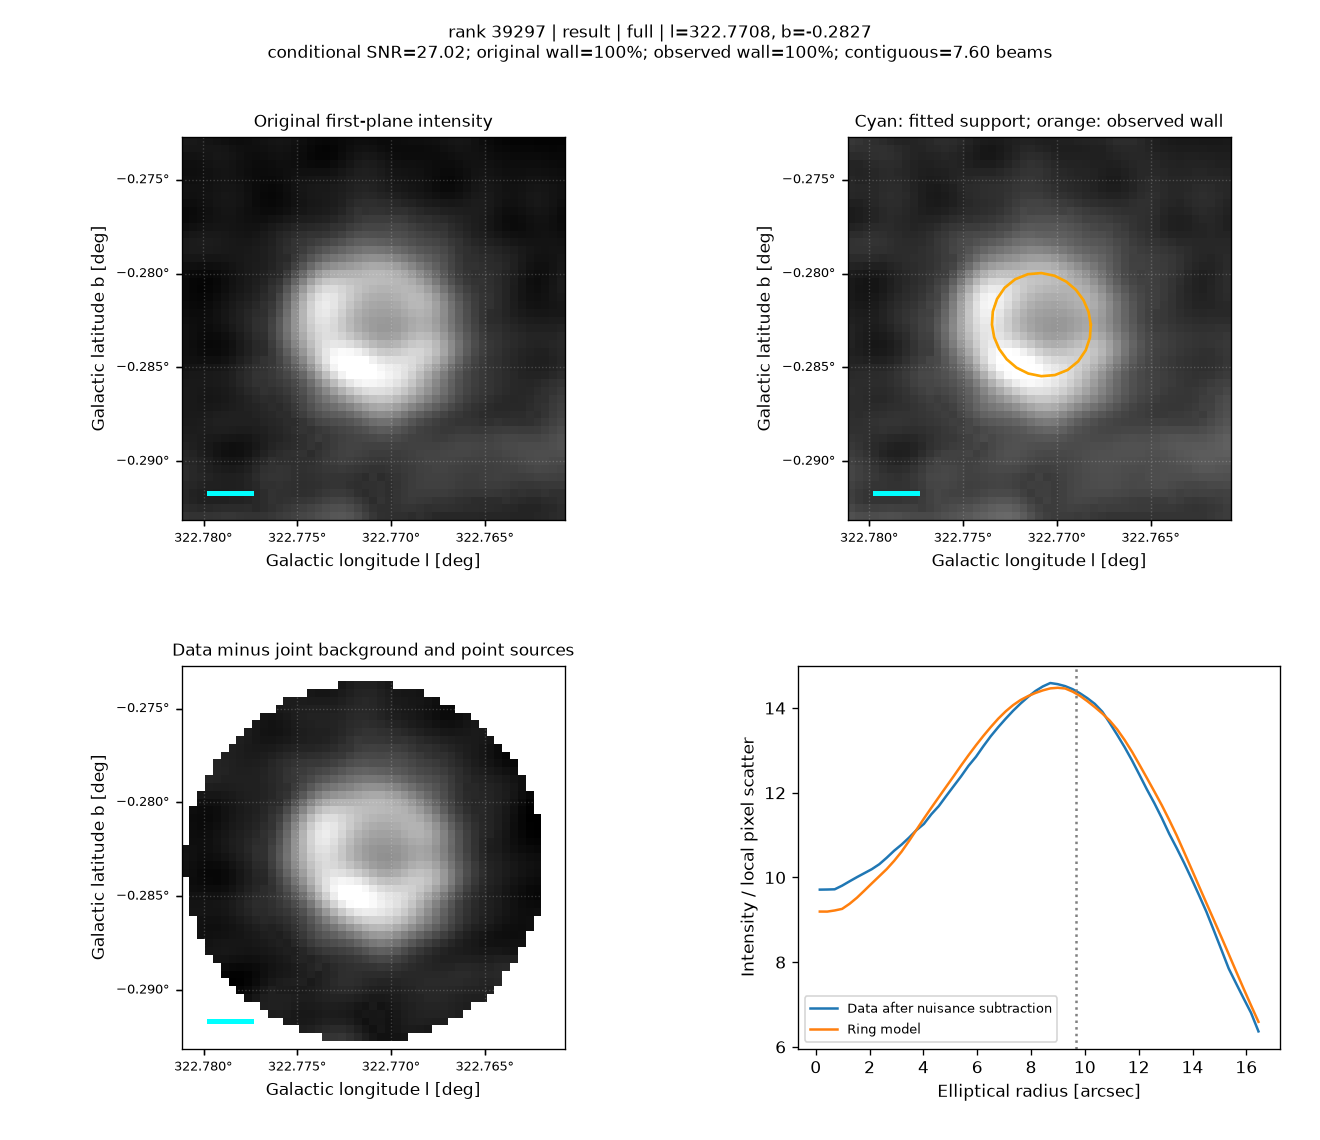 rank 39297 | result | full | l=322.7708, b=-0.2827
conditional SNR=27.02; original wall=100%; observed wall=100%; contiguous=7.60 beams
Original first-plane intensity
Galactic latitude b [deg]
−0.275°
−0.280°
−0.285°
−0.290°
322.780°
322.775°
322.770°
322.765°
Galactic longitude l [deg]
Cyan: fitted support; orange: observed wall
Galactic latitude b [deg]
−0.275°
−0.280°
−0.285°
−0.290°
322.780°
322.775°
322.770°
322.765°
Galactic longitude l [deg]
Data minus joint background and point sources
Galactic latitude b [deg]
−0.275°
−0.280°
−0.285°
−0.290°
322.780°
322.775°
322.770°
322.765°
Galactic longitude l [deg]
Intensity / local pixel scatter
14
12
10
8
6
Data after nuisance subtraction
Ring model
0
2
4
6
8
10
12
14
16
Elliptical radius [arcsec]